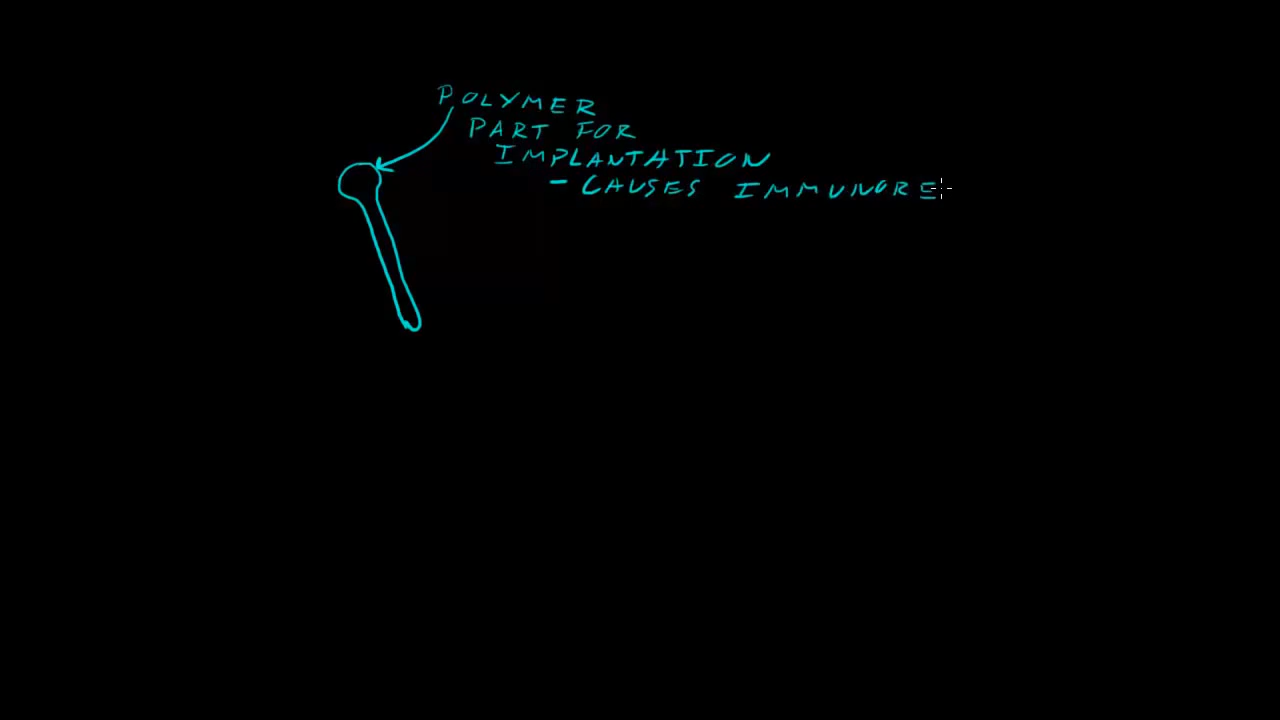 POLYMER
PART FOR
IMPLANTATION
- CAUSES IMMUNORE